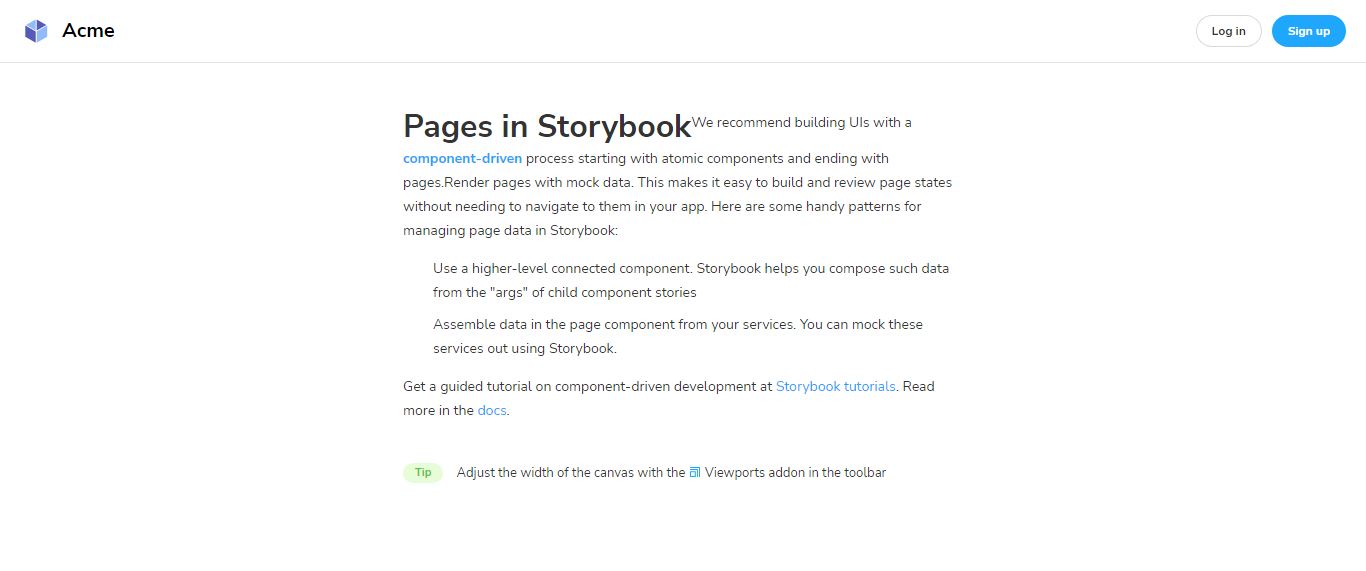 Acme
Log in
Sign up
Pages in StorybookWe recommend building UIs with a
component-driven process starting with atomic components and ending with
pages.Render pages with mock data. This makes it easy to build and review page states
without needing to navigate to them in your app. Here are some handy patterns for
managing page data in Storybook:
Use a higher-level connected component. Storybook helps you compose such data
from the "args" of child component stories
Assemble data in the page component from your services. You can mock these
services out using Storybook.
Get a guided tutorial on component-driven development at Storybook tutorials. Read
more in the docs.
Tip Adjust the width of the canvas with the Viewports addon in the toolbar